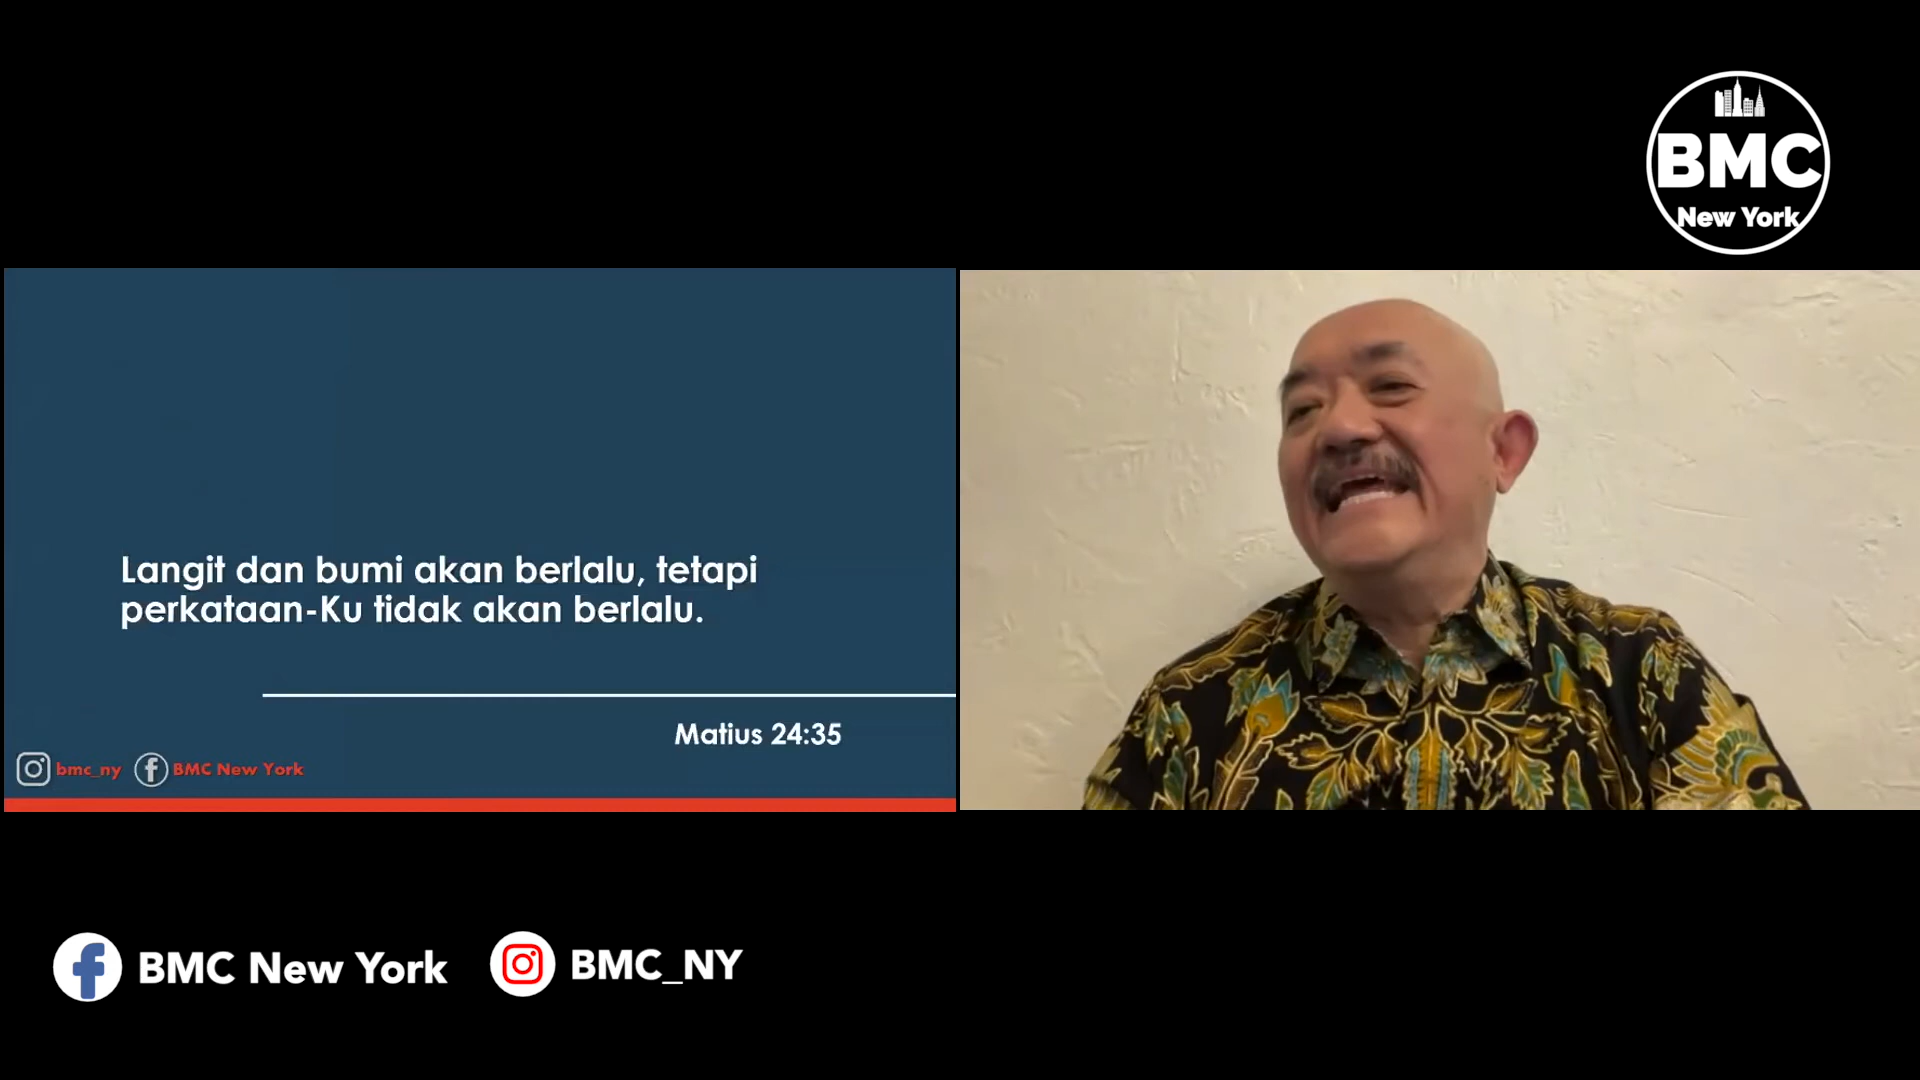 BMC
New York
Langit dan bumi akan berlalu, tetapi
perkataan-Ku tidak akan berlalu.
Matius 24:35
bmc_ny BMC New York
BMC New York BMC_NY